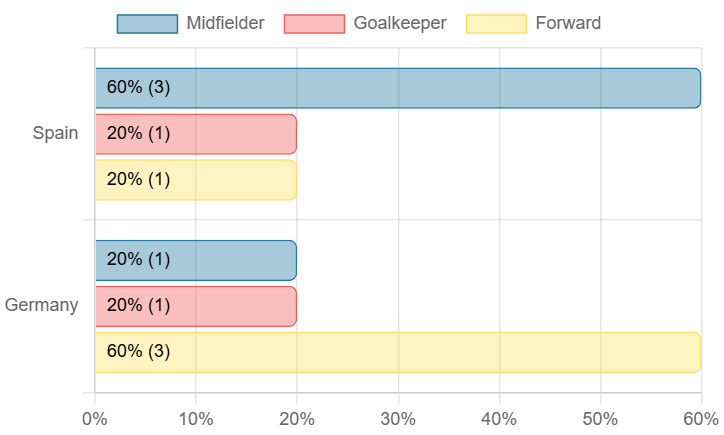 Midfielder Goalkeeper Forward
Spain
60% (3)
20% (1)
20% (1)
Germany
20% (1)
20% (1)
60% (3)
0% 10% 20% 30% 40% 50% 60%